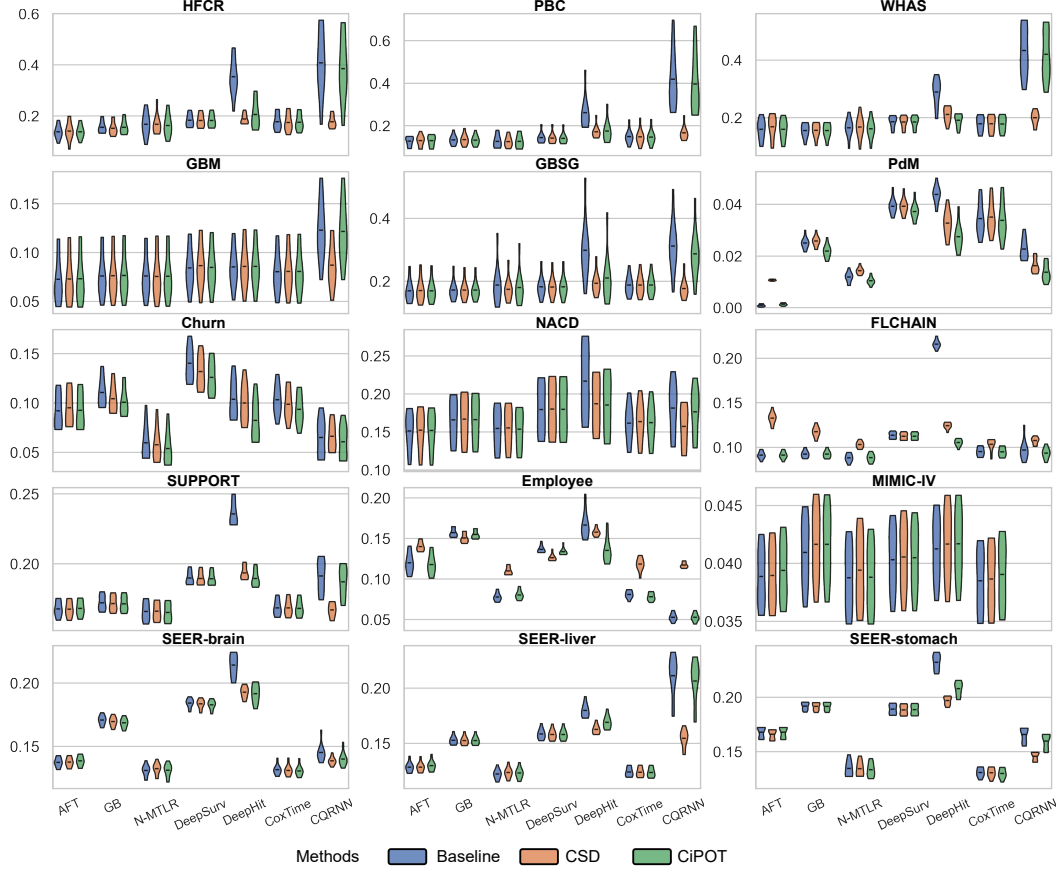 HFCR PBC WHAS
0.6 0.4 0.2
0.6 0.4 0.2
0.4 0.2
GBM GBSG PdM
0.15 0.10 0.05
0.4 0.2
0.04 0.02 0.00
Churn NACD FLCHAIN
0.15 0.10 0.05
0.25 0.20 0.15 0.10
0.20 0.15 0.10
SUPPORT Employee MIMIC-IV
0.25 0.20
0.20 0.15 0.10 0.05
0.045 0.04 0.035
SEER-brain SEER-liver SEER-stomach
0.20 0.15
0.20 0.15
0.20 0.15
AFT GB N-MTLR DeepSurv DeepHit CoxTime CQRNN
AFT GB N-MTLR DeepSurv DeepHit CoxTime CQRNN
AFT GB N-MTLR DeepSurv DeepHit CoxTime CQRNN
Methods Baseline CSD CiPOT